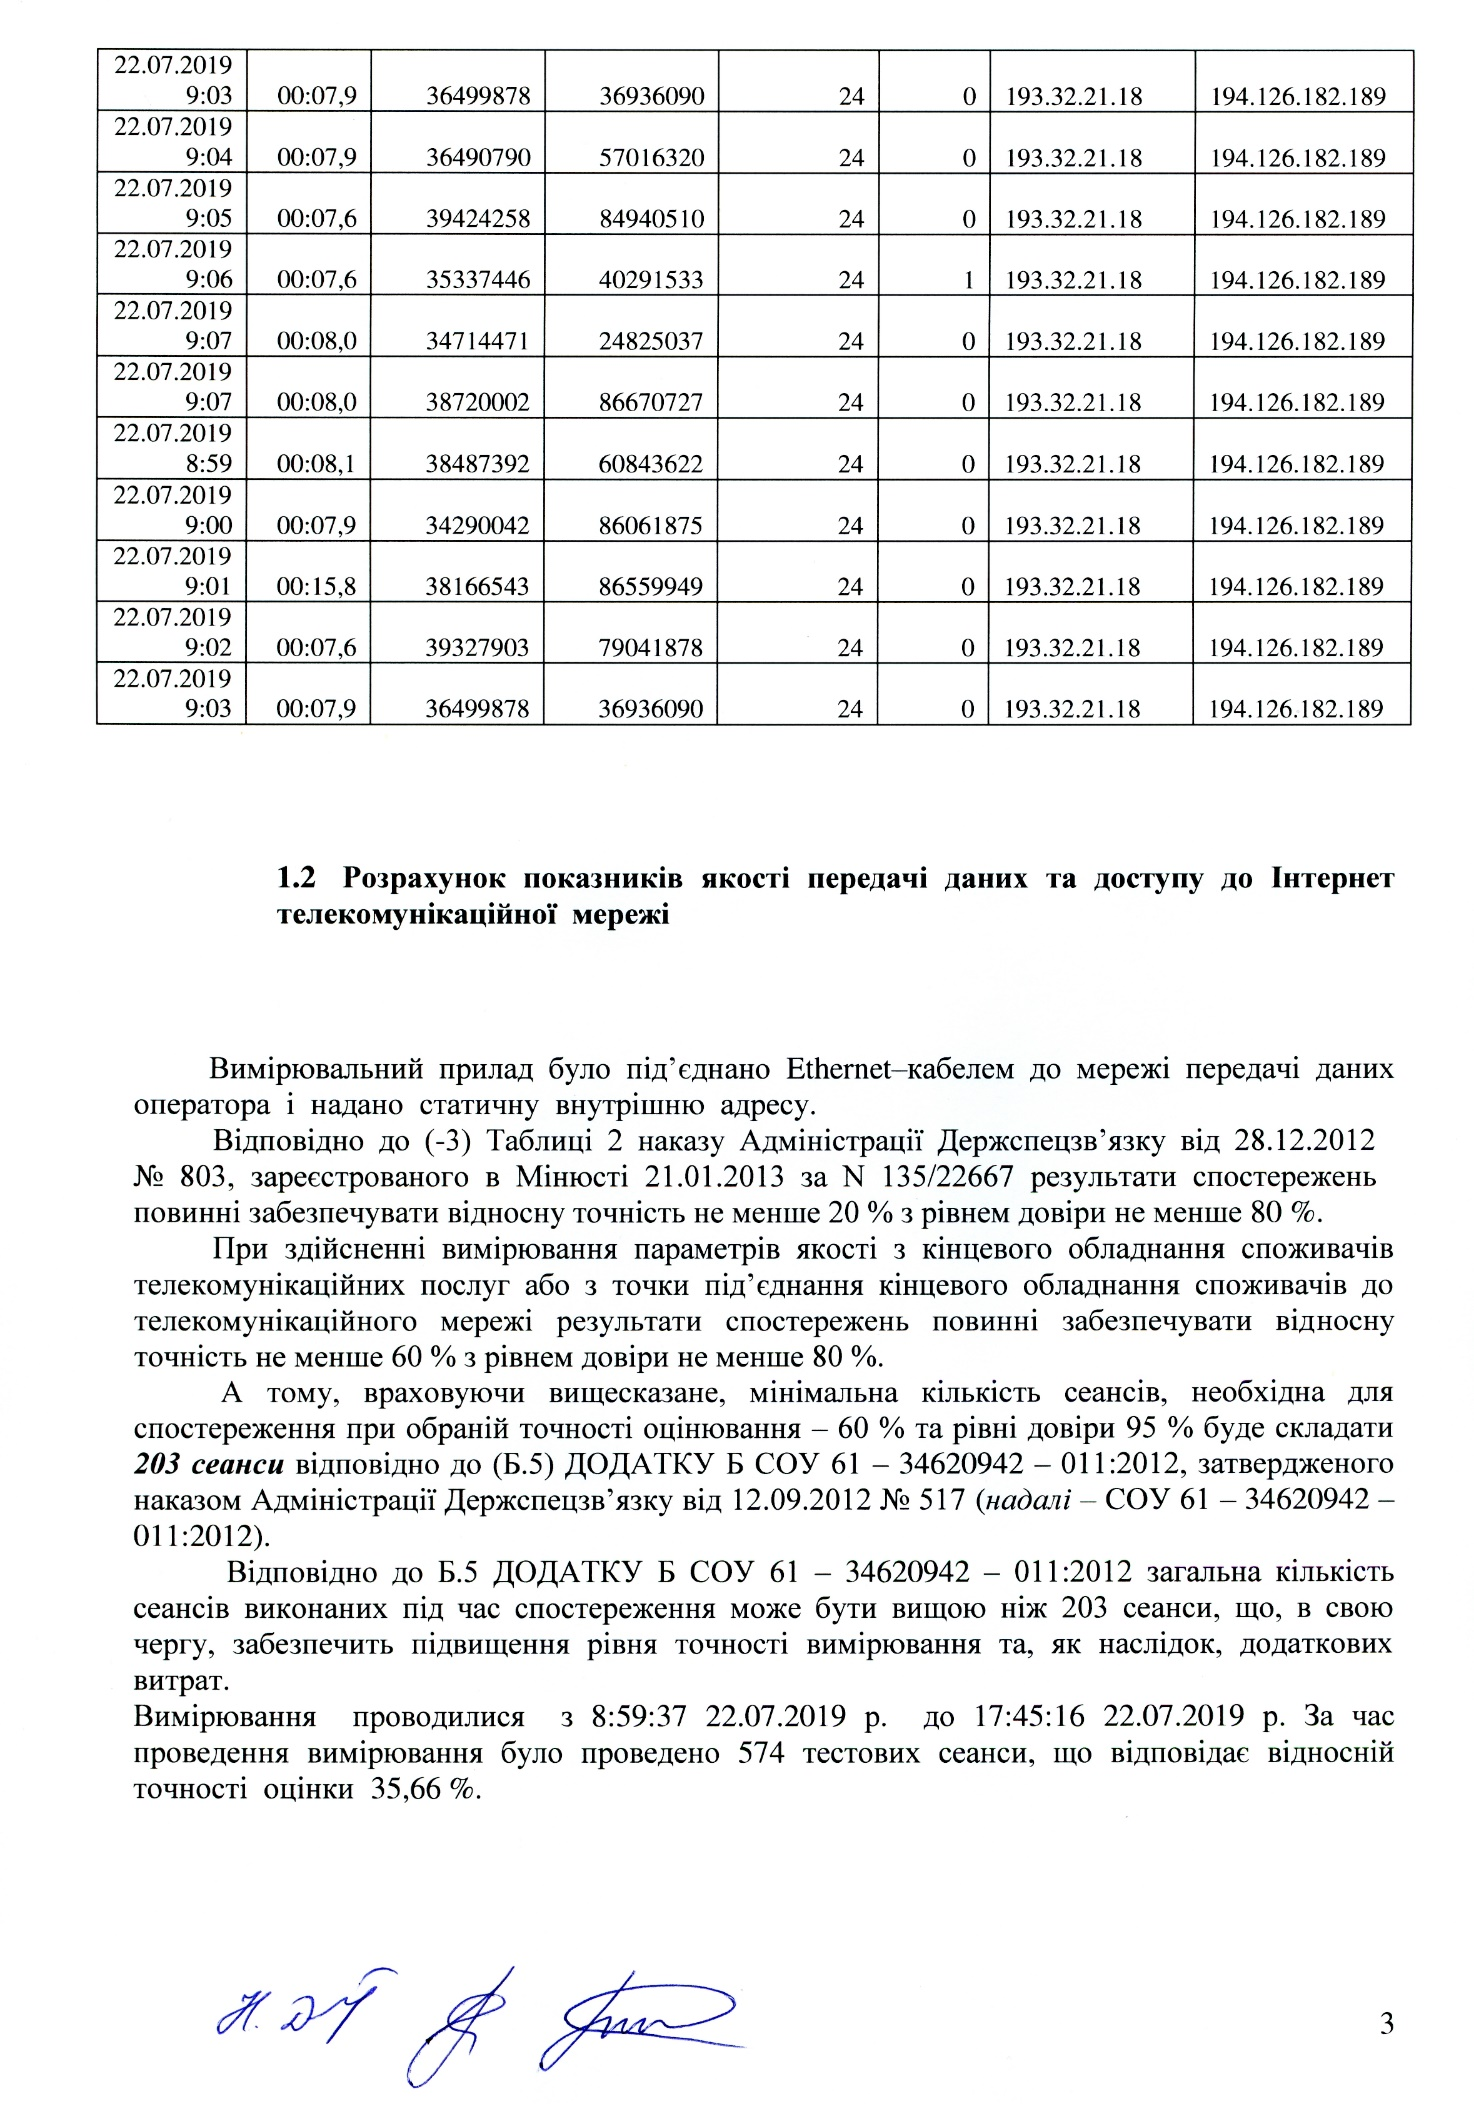 22.07.2019
9:03 00:07,9 36499878 36936090 24 0 193.32.21.18 194.126.182.189
22.07.2019
9:04 00:07,9 36490790 57016320 24 0 193.32.21.18 194.126.182.189
22.07.2019
9:05 00:07,6 39424258 84940510 24 0 193.32.21.18 194.126.182.189
22.07.2019
9:06 00:07,6 35337446 40291533 24 1 193.32.21.18 194.126.182.189
22.07.2019
9:07 00:08,0 34714471 24825037 24 0 193.32.21.18 194.126.182.189
22.07.2019
9:07 00:08,0 38720002 86670727 24 0 193.32.21.18 194.126.182.189
22.07.2019
8:59 00:08,1 38487392 60843622 24 0 193.32.21.18 194.126.182.189
22.07.2019
9:00 00:07,9 34290042 86061875 24 0 193.32.21.18 194.126.182.189
22.07.2019
9:01 00:15,8 38166543 86559949 24 0 193.32.21.18 194.126.182.189
22.07.2019
9:02 00:07,6 39327903 79041878 24 0 193.32.21.18 194.126.182.189
22.07.2019
9:03 00:07,9 36499878 36936090 24 0 193.32.21.18 194.126.182.189
1.2 Розрахунок показників якості передачі даних та доступу до Інтернет
телекомунікаційної мережі
Вимірювальний прилад було під’єднано Ethernet–кабелем до мережі передачі даних
оператора і надано статичну внутрішню адресу.
Відповідно до (-3) Таблиці 2 наказу Адміністрації Держспецзв’язку від 28.12.2012
№ 803, зареєстрованого в Мінюсті 21.01.2013 за N 135/22667 результати спостережень
повинні забезпечувати відносну точність не менше 20 % з рівнем довіри не менше 80 %.
При здійсненні вимірювання параметрів якості з кінцевого обладнання споживачів
телекомунікаційних послуг або з точки під’єднання кінцевого обладнання споживачів до
телекомунікаційного мережі результати спостережень повинні забезпечувати відносну
точність не менше 60 % з рівнем довіри не менше 80 %.
А тому, враховуючи вищесказане, мінімальна кількість сеансів, необхідна для
спостереження при обраній точності оцінювання – 60 % та рівні довіри 95 % буде складати
203 сеанси відповідно до (Б.5) ДОДАТКУ Б СОУ 61 – 34620942 – 011:2012, затвердженого
наказом Адміністрації Держспецзв’язку від 12.09.2012 № 517 (надалі – СОУ 61 – 34620942 –
011:2012).
Відповідно до Б.5 ДОДАТКУ Б СОУ 61 – 34620942 – 011:2012 загальна кількість
сеансів виконаних під час спостереження може бути вищою ніж 203 сеанси, що, в свою
чергу, забезпечить підвищення рівня точності вимірювання та, як наслідок, додаткових
витрат.
Вимірювання проводилися з 8:59:37 22.07.2019 р. до 17:45:16 22.07.2019 р. За час
проведення вимірювання було проведено 574 тестових сеанси, що відповідає відносній
точності оцінки 35,66 %.
3